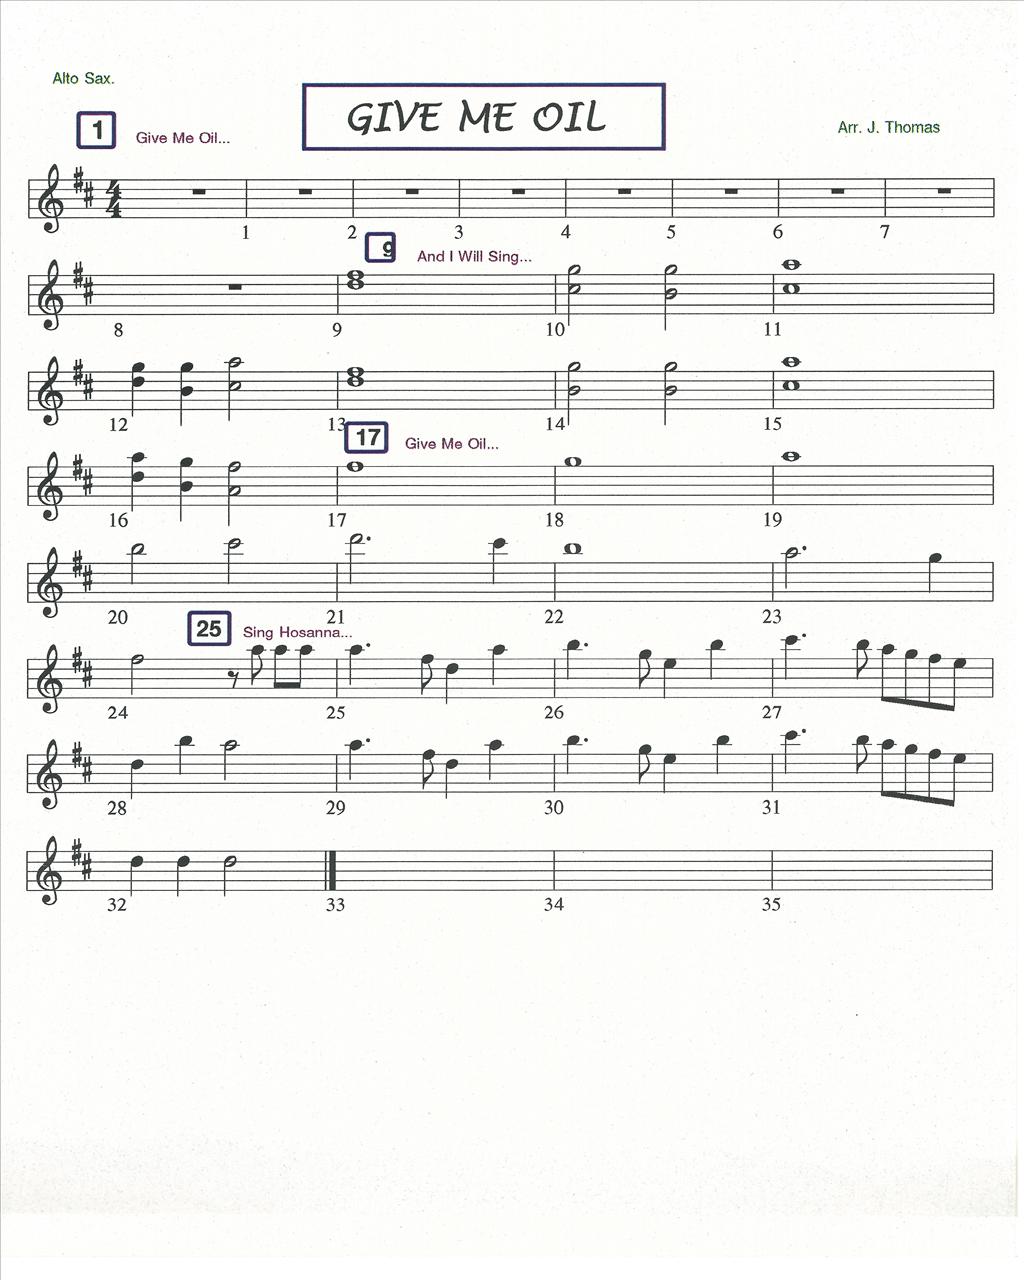 Alto Sax.
GIVE ME OIL
1 Give Me Oil...
Arr. J. Thomas
4
4
1 2 3 4 5 6 7
9 And I Will Sing...
8 9 10 11
12 13 14 15
17 Give Me Oil...
16 17 18 19
20 21 22 23
25 Sing Hosanna...
24 25 26 27
28 29 30 31
32 33 34 35